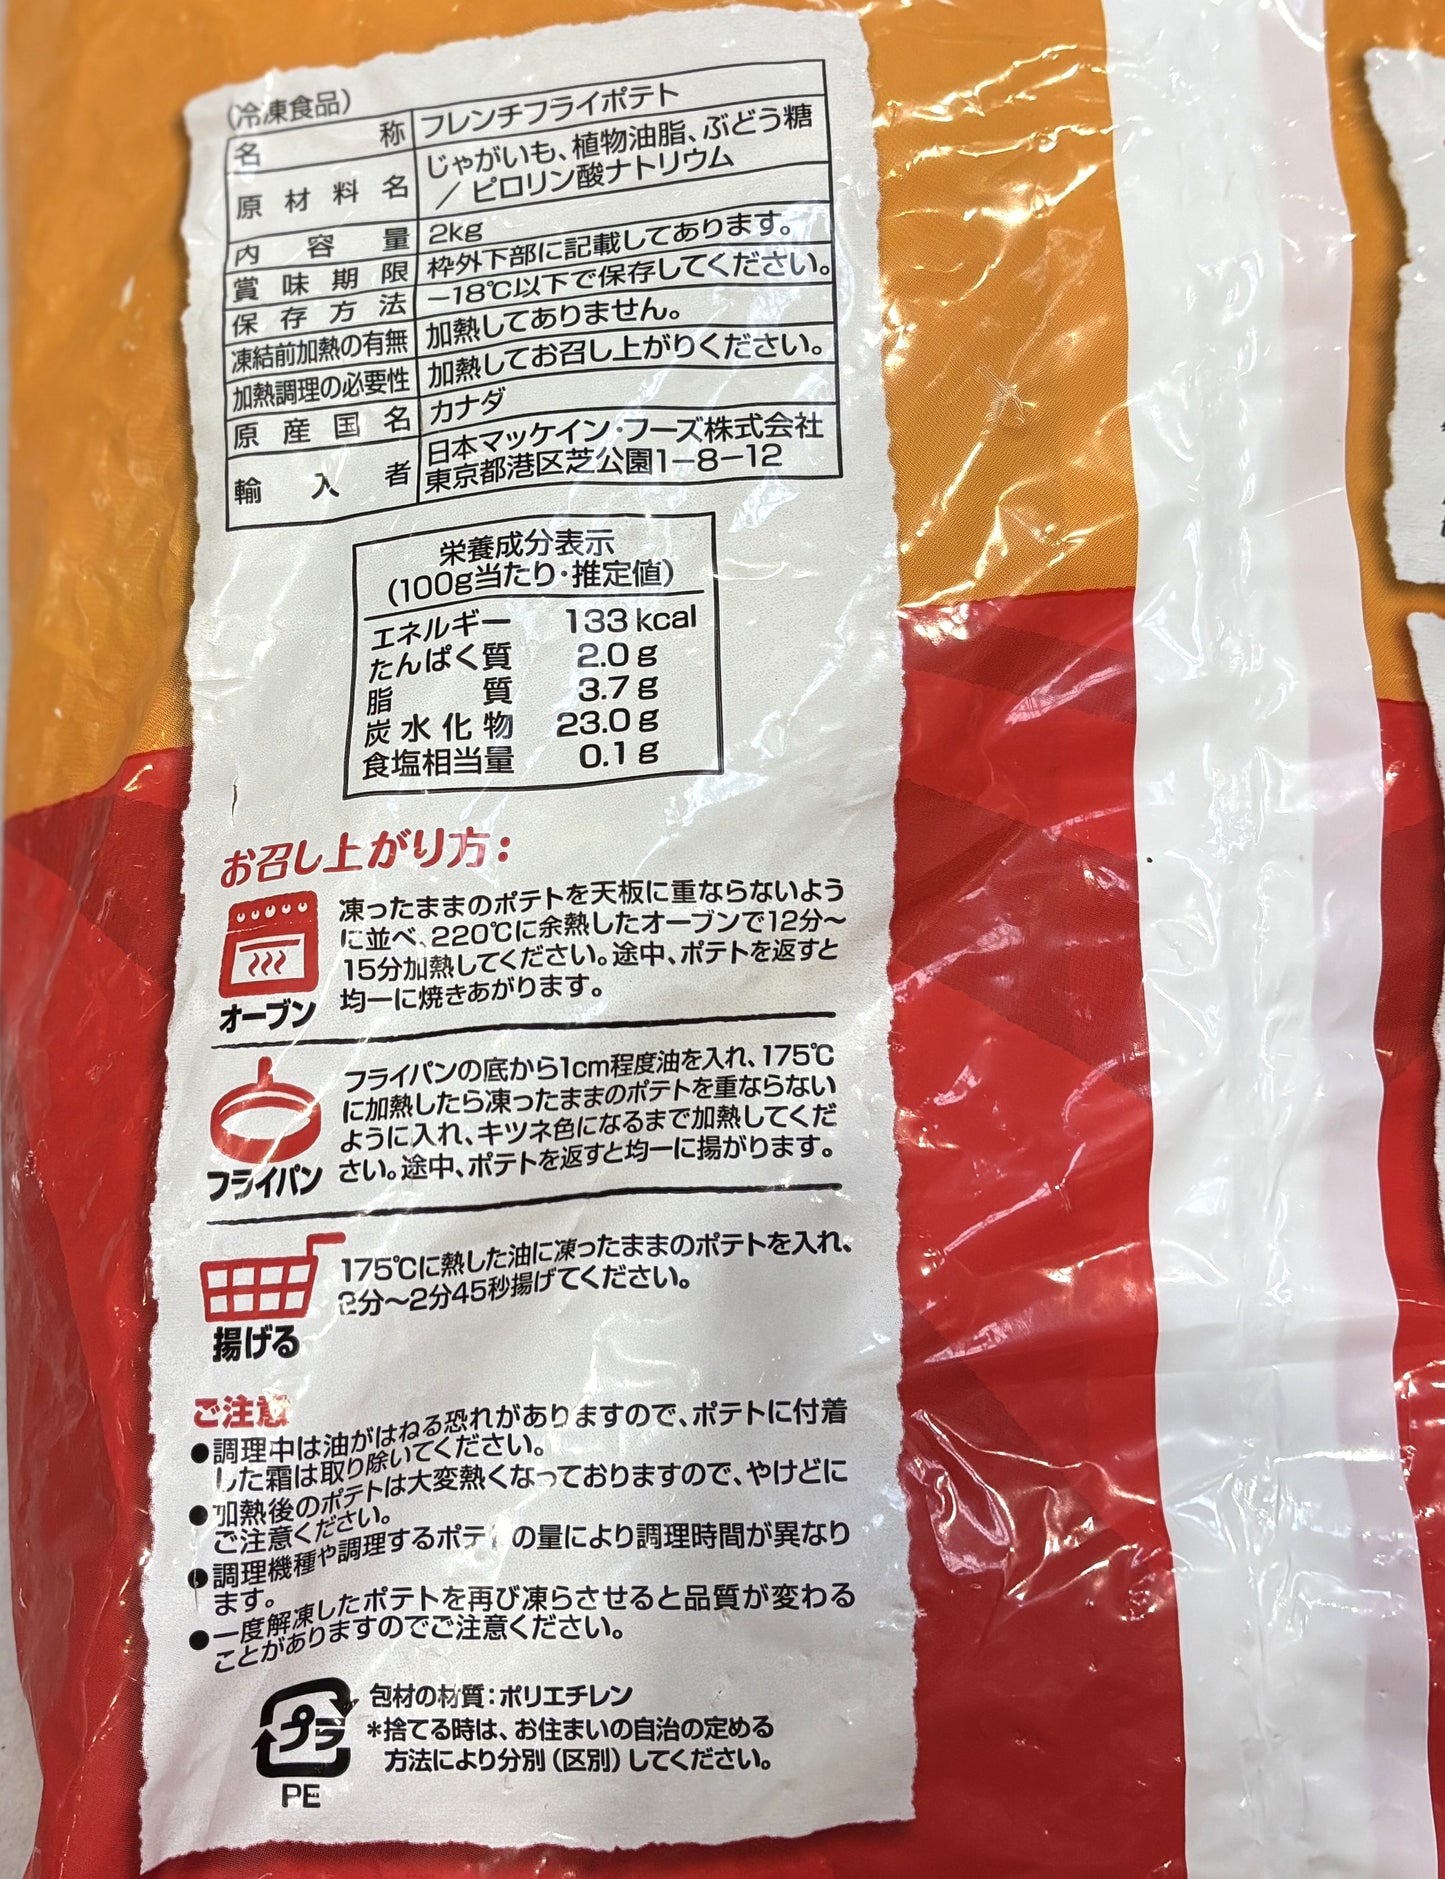 (冷凍食品)
名称 フレンチフライポテト
原材料名 じゃがいも、植物油脂、ぶどう糖
／ピロリン酸ナトリウム
内容量 2kg
賞味期限 枠外下部に記載してあります。
保存方法 −18℃以下で保存してください。
凍結前加熱の有無 加熱してありません。
加熱調理の必要性 加熱してお召し上がりください。
原産国名 カナダ
輸入者 日本マッケイン・フーズ株式会社
東京都港区芝公園1−8−12
栄養成分表示
(100g当たり・推定値)
エネルギー 133 kcal
たんぱく質 2.0 g
脂質 3.7 g
炭水化物 23.0 g
食塩相当量 0.1 g
お召し上がり方：
凍ったままのポテトを天板に重ならないよう
に並べ、220℃に余熱したオーブンで12分〜
15分加熱してください。途中、ポテトを返すと
均一に焼きあがります。
オーブン
フライパンの底から1cm程度油を入れ、175℃
に加熱したら凍ったままのポテトを重ならない
ように入れ、キツネ色になるまで加熱してくだ
さい。途中、ポテトを返すと均一に揚がります。
フライパン
175℃に熱した油に凍ったままのポテトを入れ、
2分〜2分45秒揚げてください。
揚げる
ご注意
●調理中は油がはねる恐れがありますので、ポテトに付着
した霜は取り除いてください。
●加熱後のポテトは大変熱くなっておりますので、やけどに
ご注意ください。
●調理機種や調理するポテトの量により調理時間が異なり
ます。
●一度解凍したポテトを再び凍らさせると品質が変わる
ことがありますのでご注意ください。
プラ
PE
包材の材質：ポリエチレン
*捨てる時は、お住まいの自治の定める
方法により分別（区別）してください。